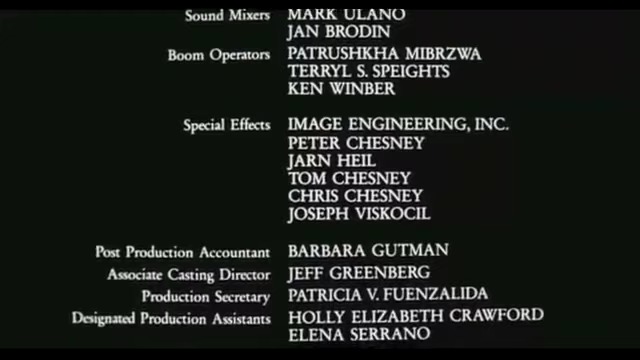 Sound Mixers MARK ULANO
JAN BRODIN
Boom Operators PATRUSHKHA MIBRZWA
TERRYL S. SPEIGHTS
KEN WINBER
Special Effects IMAGE ENGINEERING, INC.
PETER CHESNEY
JARN HEIL
TOM CHESNEY
CHRIS CHESNEY
JOSEPH VISKOCIL
Post Production Accountant BARBARA GUTMAN
Associate Casting Director JEFF GREENBERG
Production Secretary PATRICIA V. FUENZALIDA
Designated Production Assistants HOLLY ELIZABETH CRAWFORD
ELENA SERRANO